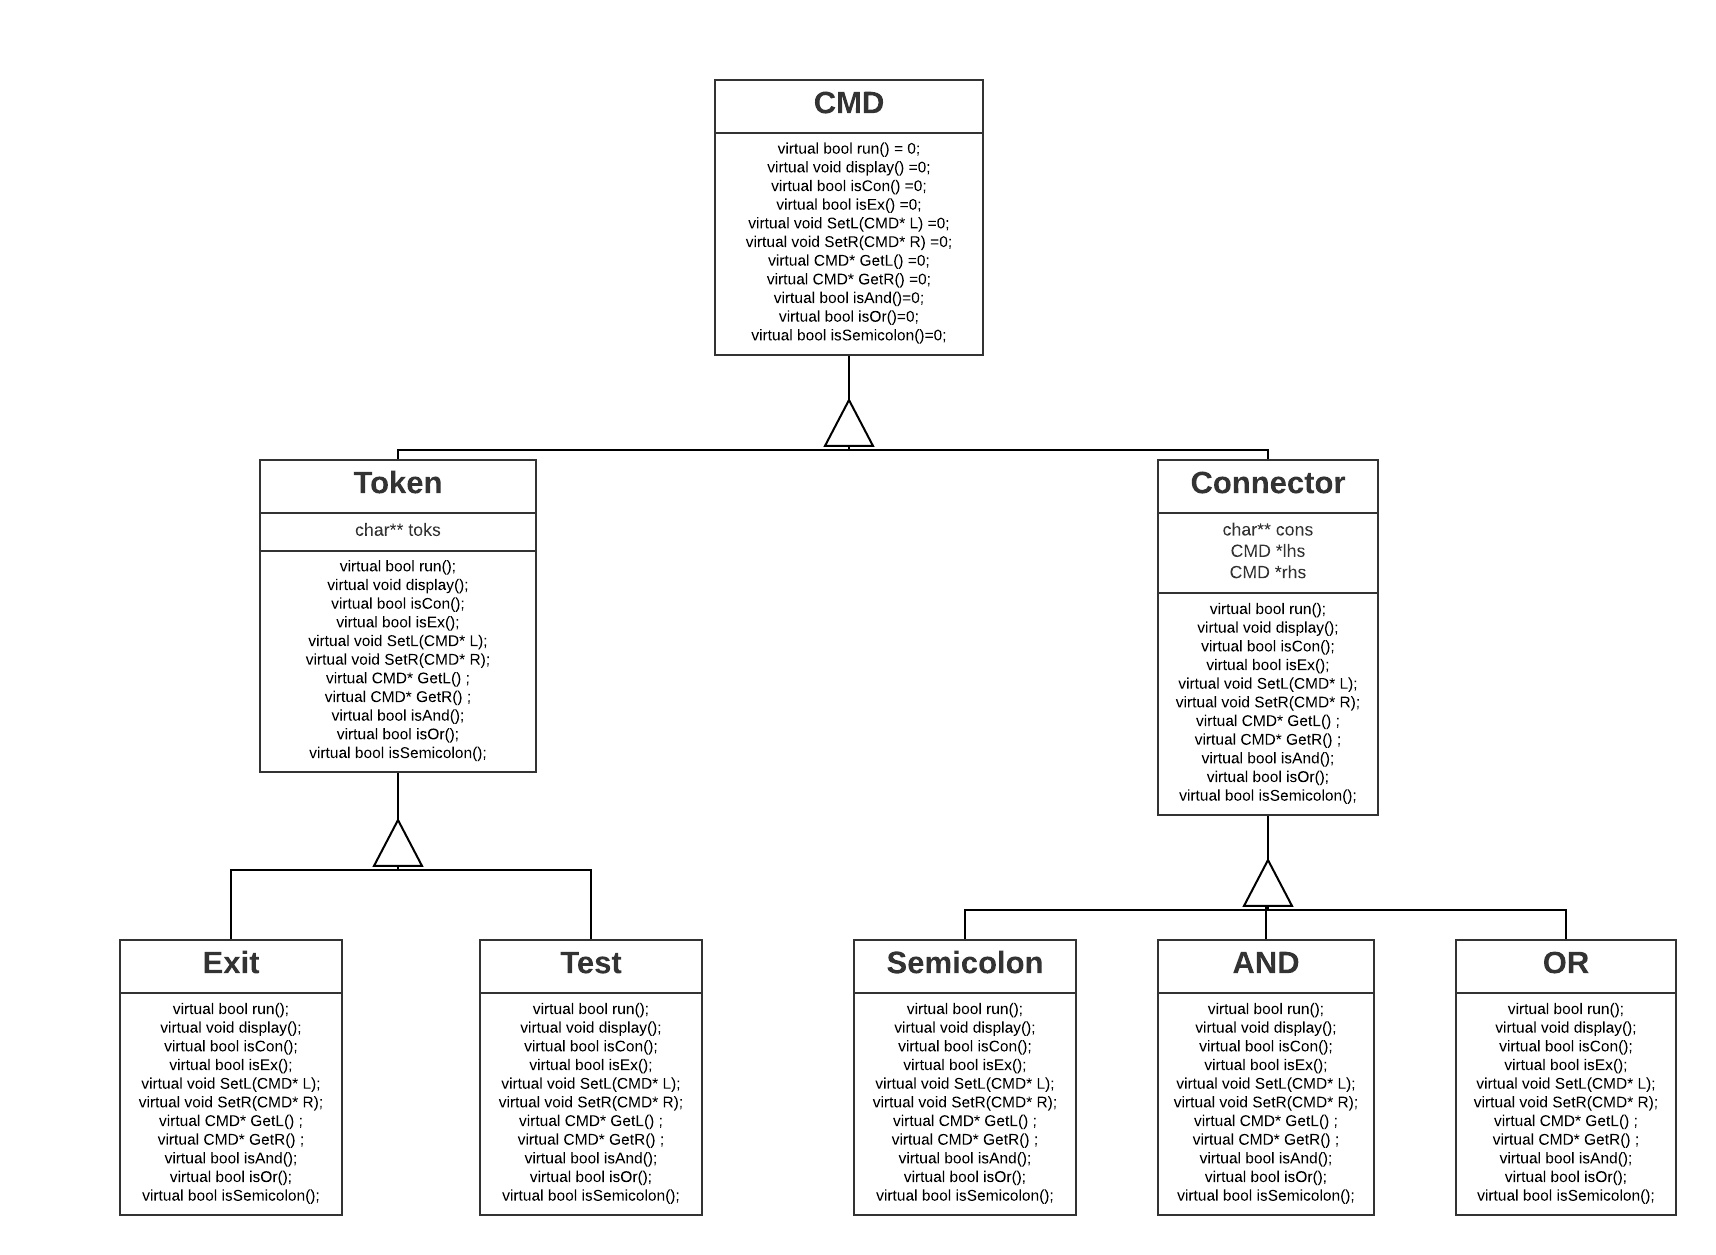 CMD
virtual bool run() = 0;
virtual void display() =0;
virtual bool isCon() =0;
virtual bool isEx() =0;
virtual void SetL(CMD* L) =0;
virtual void SetR(CMD* R) =0;
virtual CMD* GetL() =0;
virtual CMD* GetR() =0;
virtual bool isAnd()=0;
virtual bool isOr()=0;
virtual bool isSemicolon()=0;
Token
char** toks
virtual bool run();
virtual void display();
virtual bool isCon();
virtual bool isEx();
virtual void SetL(CMD* L);
virtual void SetR(CMD* R);
virtual CMD* GetL() ;
virtual CMD* GetR() ;
virtual bool isAnd();
virtual bool isOr();
virtual bool isSemicolon();
Connector
char** cons
CMD *lhs
CMD *rhs
virtual bool run();
virtual void display();
virtual bool isCon();
virtual bool isEx();
virtual void SetL(CMD* L);
virtual void SetR(CMD* R);
virtual CMD* GetL() ;
virtual CMD* GetR() ;
virtual bool isAnd();
virtual bool isOr();
virtual bool isSemicolon();
Exit
virtual bool run();
virtual void display();
virtual bool isCon();
virtual bool isEx();
virtual void SetL(CMD* L);
virtual void SetR(CMD* R);
virtual CMD* GetL() ;
virtual CMD* GetR() ;
virtual bool isAnd();
virtual bool isOr();
virtual bool isSemicolon();
Test
virtual bool run();
virtual void display();
virtual bool isCon();
virtual bool isEx();
virtual void SetL(CMD* L);
virtual void SetR(CMD* R);
virtual CMD* GetL() ;
virtual CMD* GetR() ;
virtual bool isAnd();
virtual bool isOr();
virtual bool isSemicolon();
Semicolon
virtual bool run();
virtual void display();
virtual bool isCon();
virtual bool isEx();
virtual void SetL(CMD* L);
virtual void SetR(CMD* R);
virtual CMD* GetL() ;
virtual CMD* GetR() ;
virtual bool isAnd();
virtual bool isOr();
virtual bool isSemicolon();
AND
virtual bool run();
virtual void display();
virtual bool isCon();
virtual bool isEx();
virtual void SetL(CMD* L);
virtual void SetR(CMD* R);
virtual CMD* GetL() ;
virtual CMD* GetR() ;
virtual bool isAnd();
virtual bool isOr();
virtual bool isSemicolon();
OR
virtual bool run();
virtual void display();
virtual bool isCon();
virtual bool isEx();
virtual void SetL(CMD* L);
virtual void SetR(CMD* R);
virtual CMD* GetL() ;
virtual CMD* GetR() ;
virtual bool isAnd();
virtual bool isOr();
virtual bool isSemicolon();